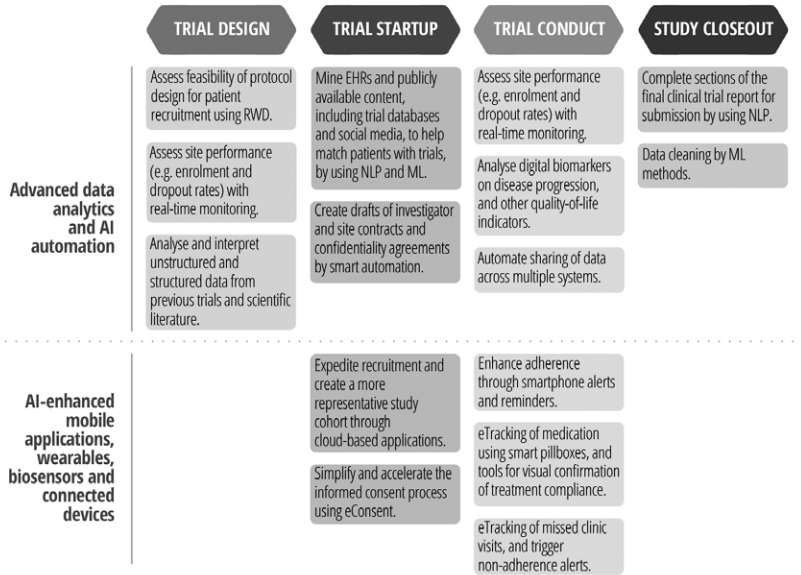 TRIAL DESIGN
TRIAL STARTUP
TRIAL CONDUCT
STUDY CLOSEOUT
Advanced data
analytics
and AI
automation
Assess feasibility of protocol
design for patient
recruitment using RWD.
Assess site performance
(e.g. enrolment and
dropout rates) with
real-time monitoring.
Analyse and interpret
unstructured and
structured data from
previous trials and scientific
literature.
Mine EHRs and publicly
available content,
including trial databases
and social media, to help
match patients with trials,
by using NLP and ML.
Create drafts of investigator
and site contracts and
confidentiality agreements
by smart automation.
Assess site performance
(e.g. enrolment and
dropout rates) with
real-time monitoring.
Analyse digital biomarkers
on disease progression,
and other quality-of-life
indicators.
Automate sharing of data
across multiple systems.
Complete sections of the
final clinical trial report for
submission by using NLP.
Data cleaning by ML
methods.
AI-enhanced
mobile
applications,
wearables,
biosensors and
connected
devices
Expedite recruitment and
create a more
representative study
cohort through
cloud-based applications.
Simplify and accelerate the
informed consent process
using eConsent.
Enhance adherence
through smartphone alerts
and reminders.
eTracking of medication
using smart pillboxes, and
tools for visual confirmation
of treatment compliance.
eTracking of missed clinic
visits, and trigger
non-adherence alerts.